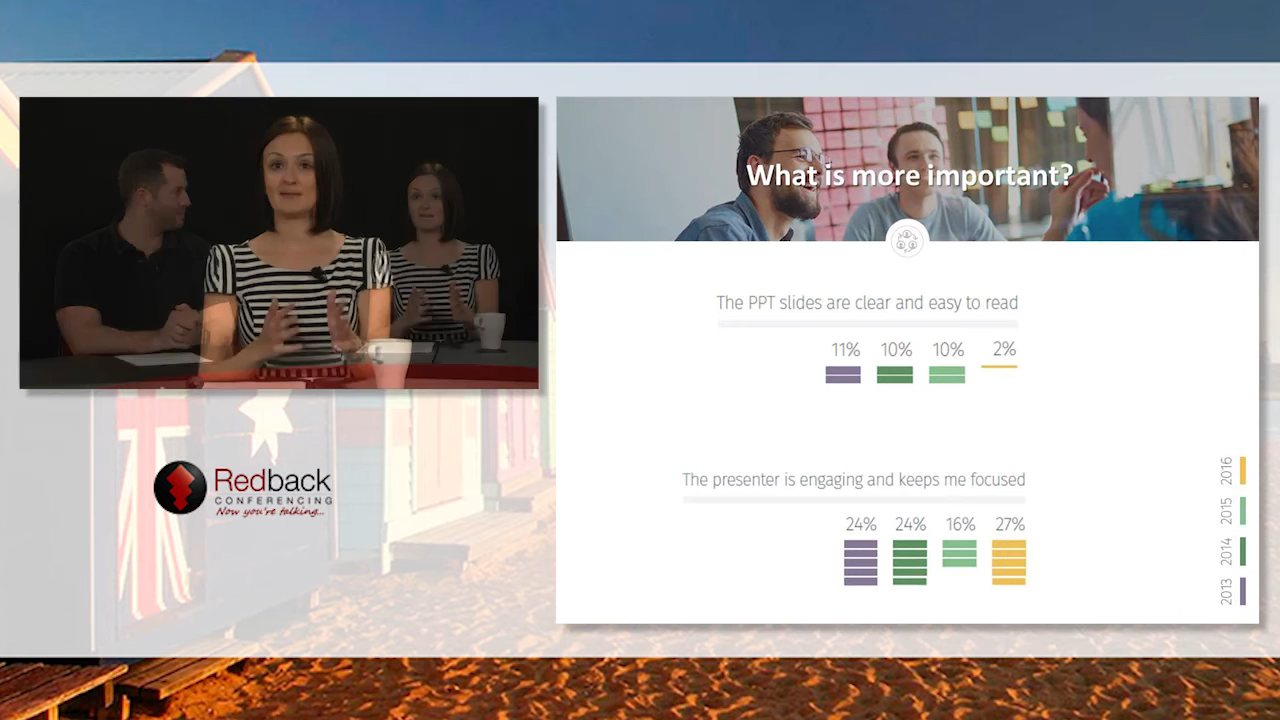 What is more important?
The PPT slides are clear and easy to read
11% 10% 10% 2%
Redback
CONFERENCING
Now you're talking...
The presenter is engaging and keeps me focused
24% 24% 16% 27%
2016
2015
2014
2013